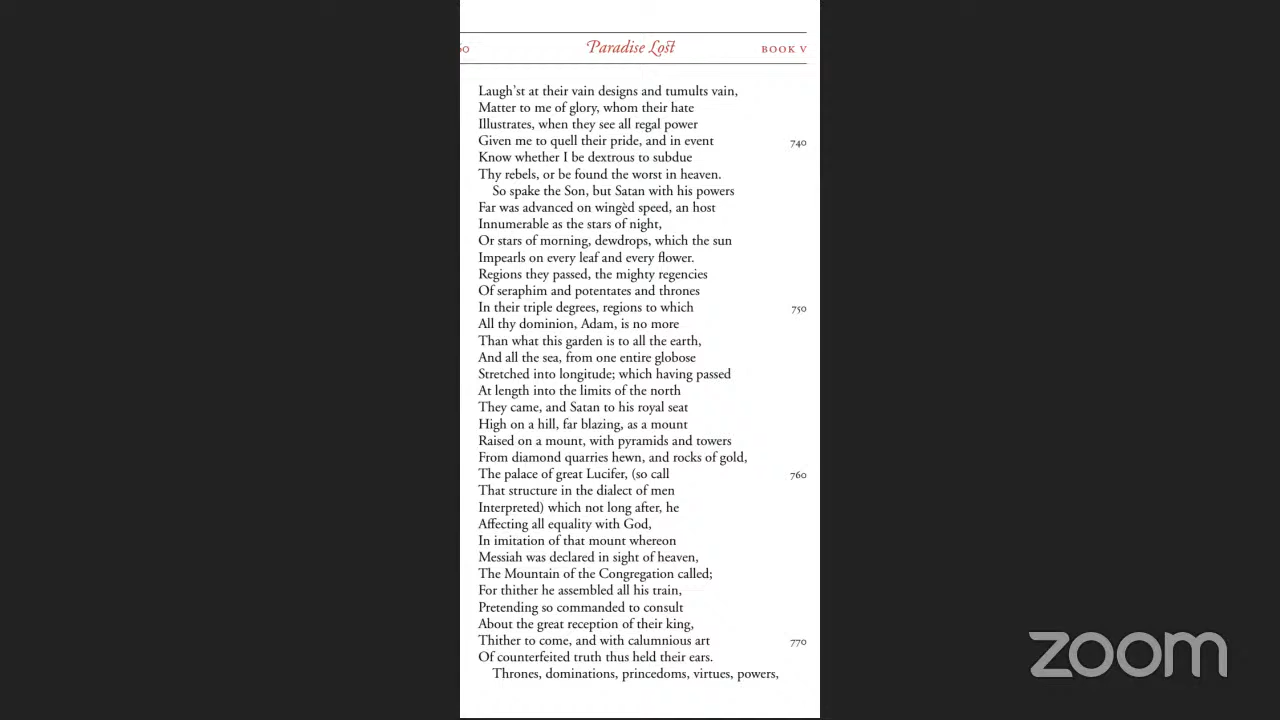 60 Paradise Lost BOOK V
Laugh'st at their vain designs and tumults vain,
Matter to me of glory, whom their hate
Illustrates, when they see all regal power
Given me to quell their pride, and in event 740
Know whether I be dextrous to subdue
Thy rebels, or be found the worst in heaven.
So spake the Son, but Satan with his powers
Far was advanced on wingèd speed, an host
Innumerable as the stars of night,
Or stars of morning, dewdrops, which the sun
Impearls on every leaf and every flower.
Regions they passed, the mighty regencies
Of seraphim and potentates and thrones
In their triple degrees, regions to which 750
All thy dominion, Adam, is no more
Than what this garden is to all the earth,
And all the sea, from one entire globose
Stretched into longitude; which having passed
At length into the limits of the north
They came, and Satan to his royal seat
High on a hill, far blazing, as a mount
Raised on a mount, with pyramids and towers
From diamond quarries hewn, and rocks of gold,
The palace of great Lucifer, (so call 760
That structure in the dialect of men
Interpreted) which not long after, he
Affecting all equality with God,
In imitation of that mount whereon
Messiah was declared in sight of heaven,
The Mountain of the Congregation called;
For thither he assembled all his train,
Pretending so commanded to consult
About the great reception of their king,
Thither to come, and with calumnious art 770
Of counterfeited truth thus held their ears.
Thrones, dominations, princedoms, virtues, powers,
zoom